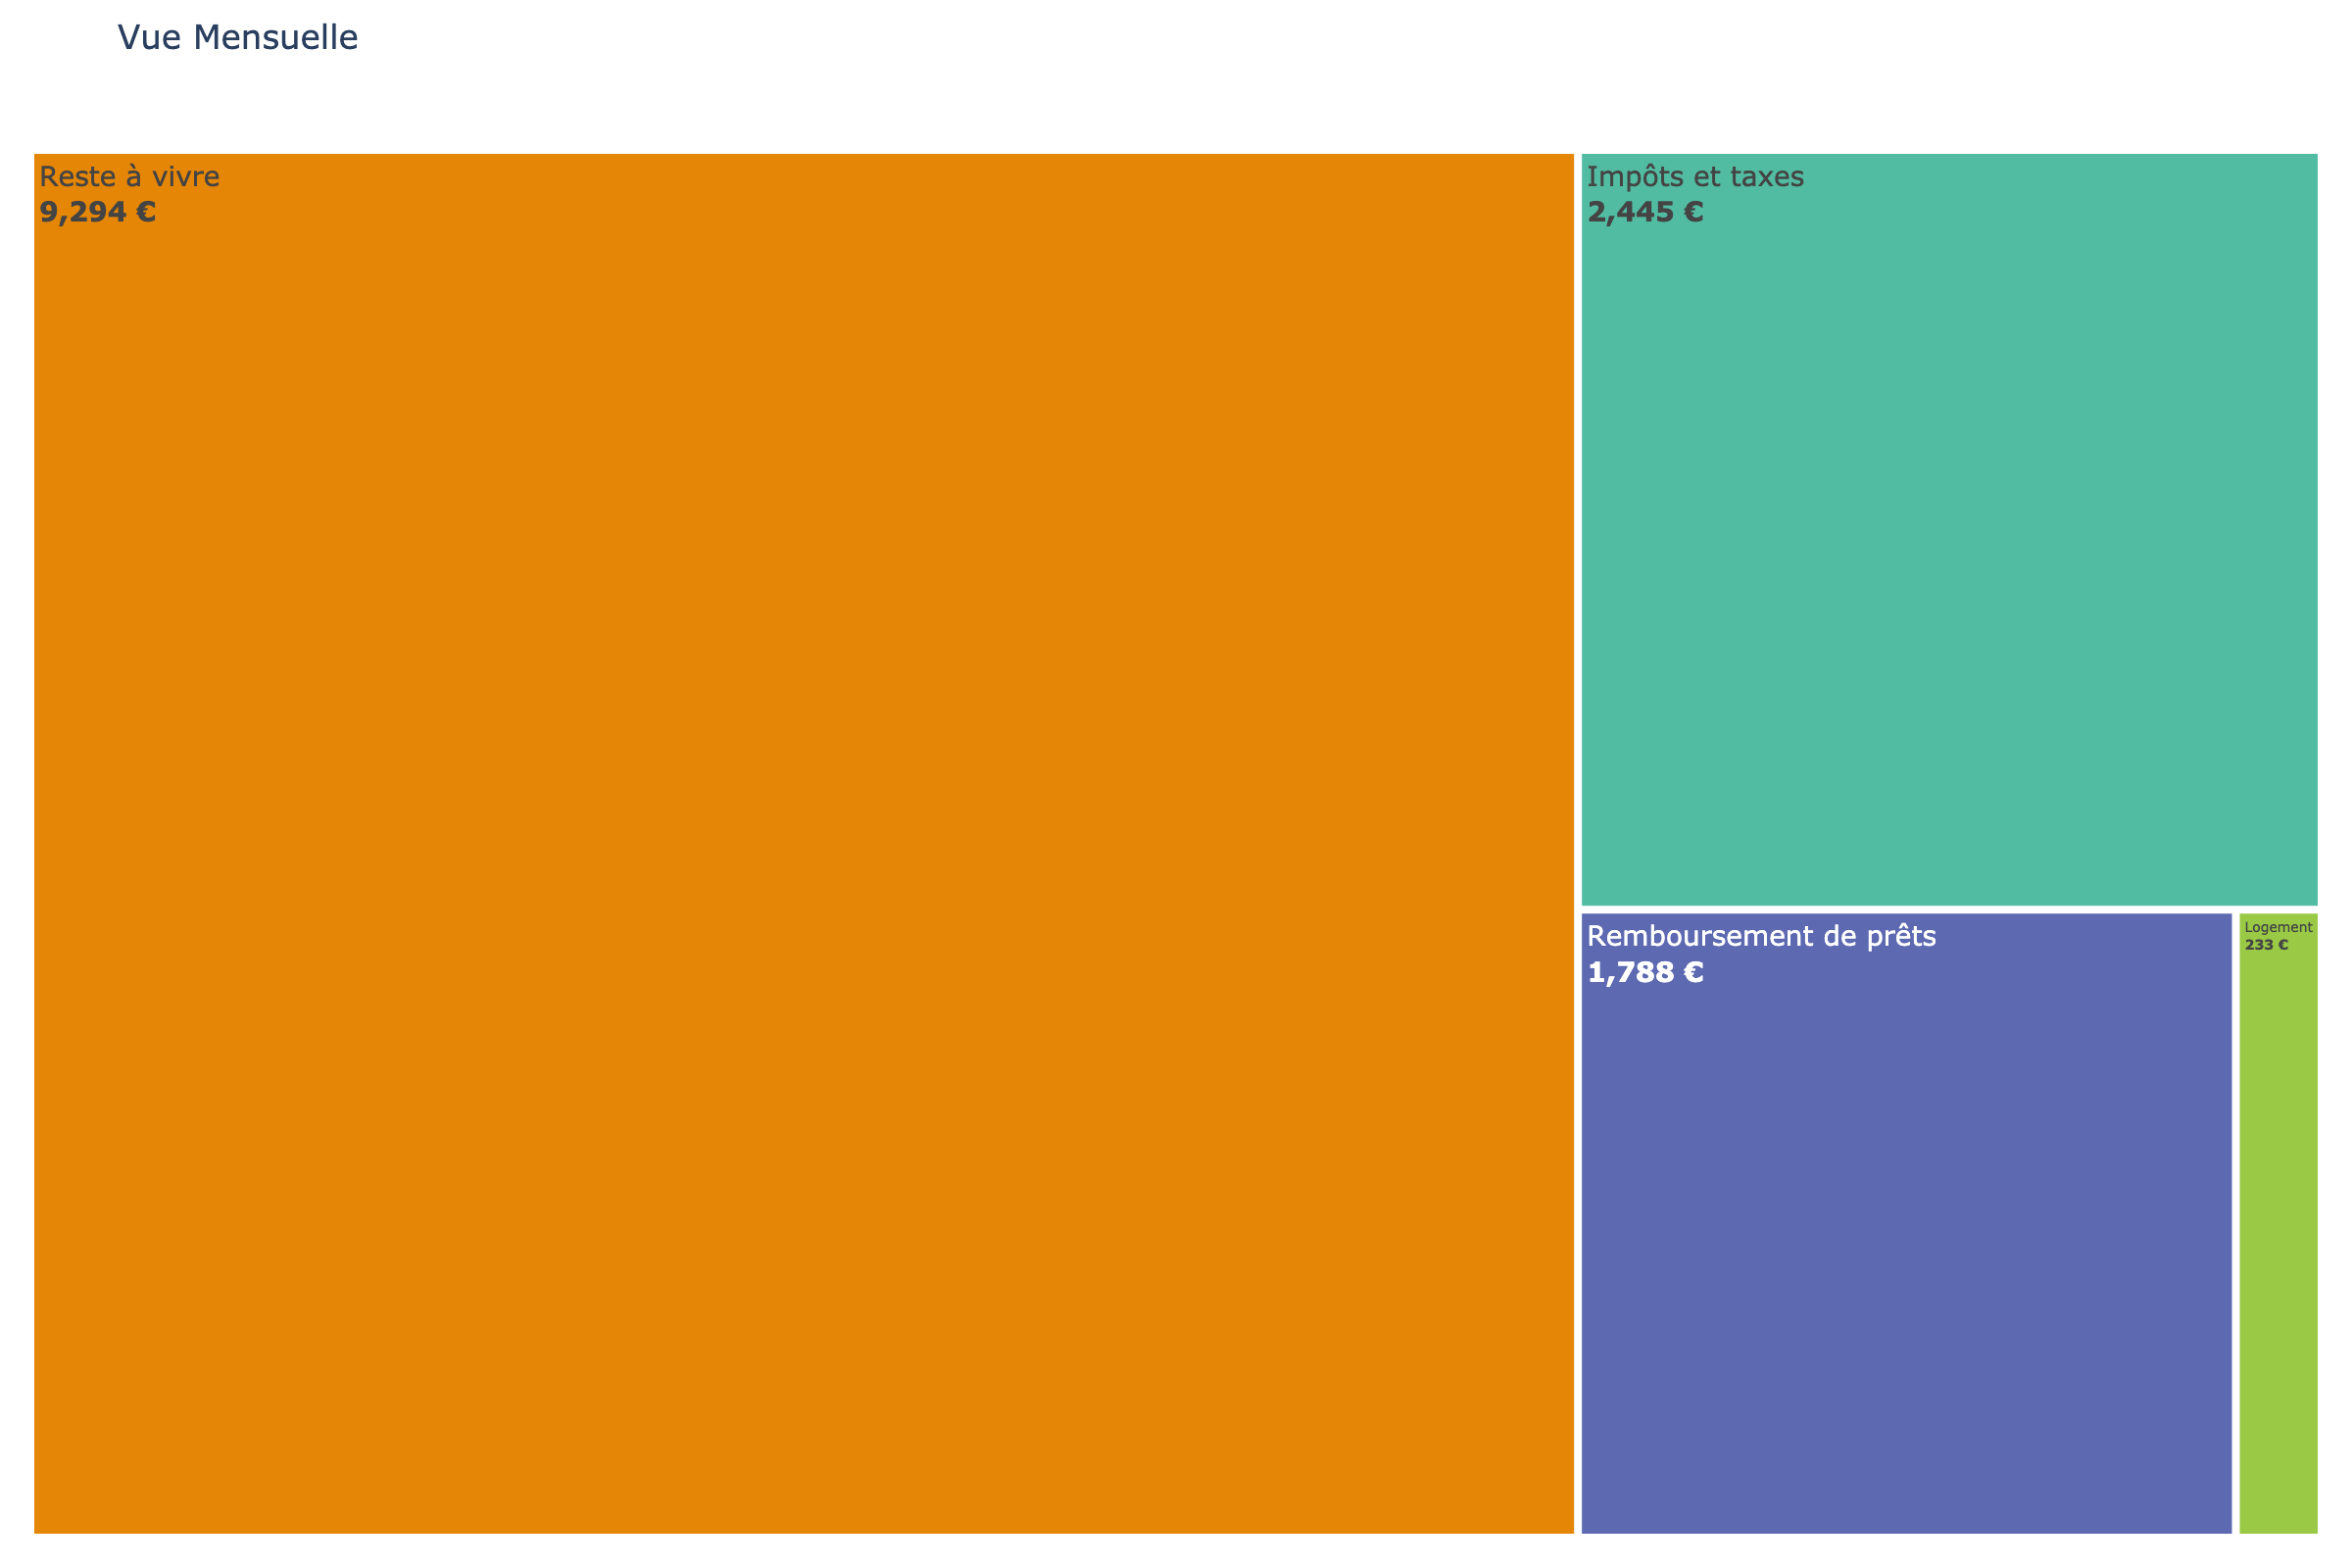 Vue Mensuelle
Reste à vivre
9,294 €
Impôts et taxes
2,445 €
Remboursement de prêts
1,788 €
Logement
233 €